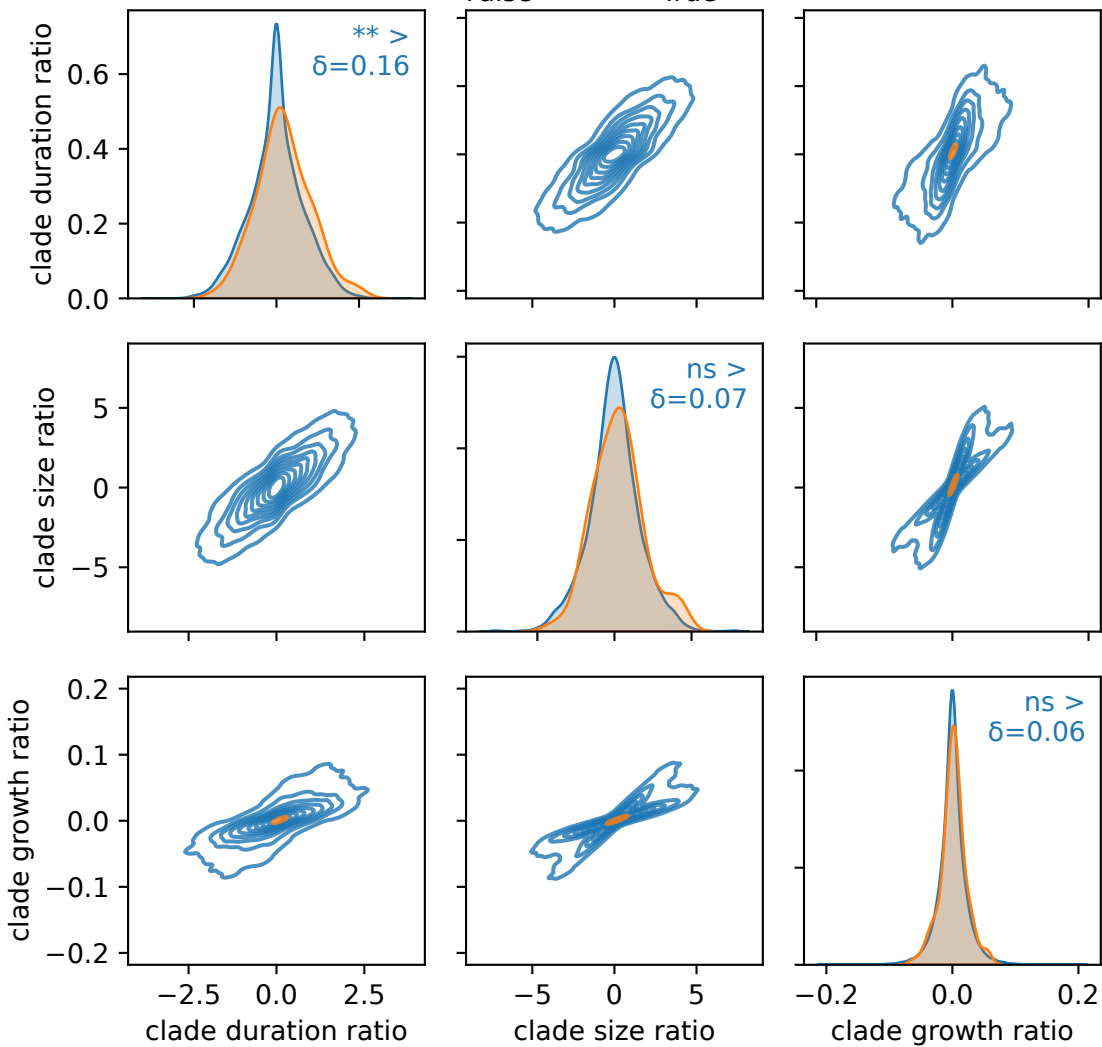 clade duration ratio
0.6
0.4
0.2
0.0
** >
δ=0.16
clade size ratio
5
0
−5
ns >
δ=0.07
clade growth ratio
0.2
0.1
0.0
−0.1
−0.2
ns >
δ=0.06
−2.5 0.0 2.5
−5 0 5
−0.2 0.0 0.2
clade duration ratio
clade size ratio
clade growth ratio